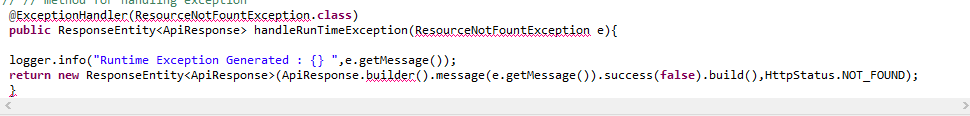 // // method for handling exception
@ExceptionHandler(ResourceNotFountException.class)
public ResponseEntity<ApiResponse> handleRunTimeException(ResourceNotFountException e){
logger.info("Runtime Exception Generated : {} ",e.getMessage());
return new ResponseEntity<ApiResponse>(ApiResponse.builder().message(e.getMessage()).success(false).build(),HttpStatus.NOT_FOUND);
}